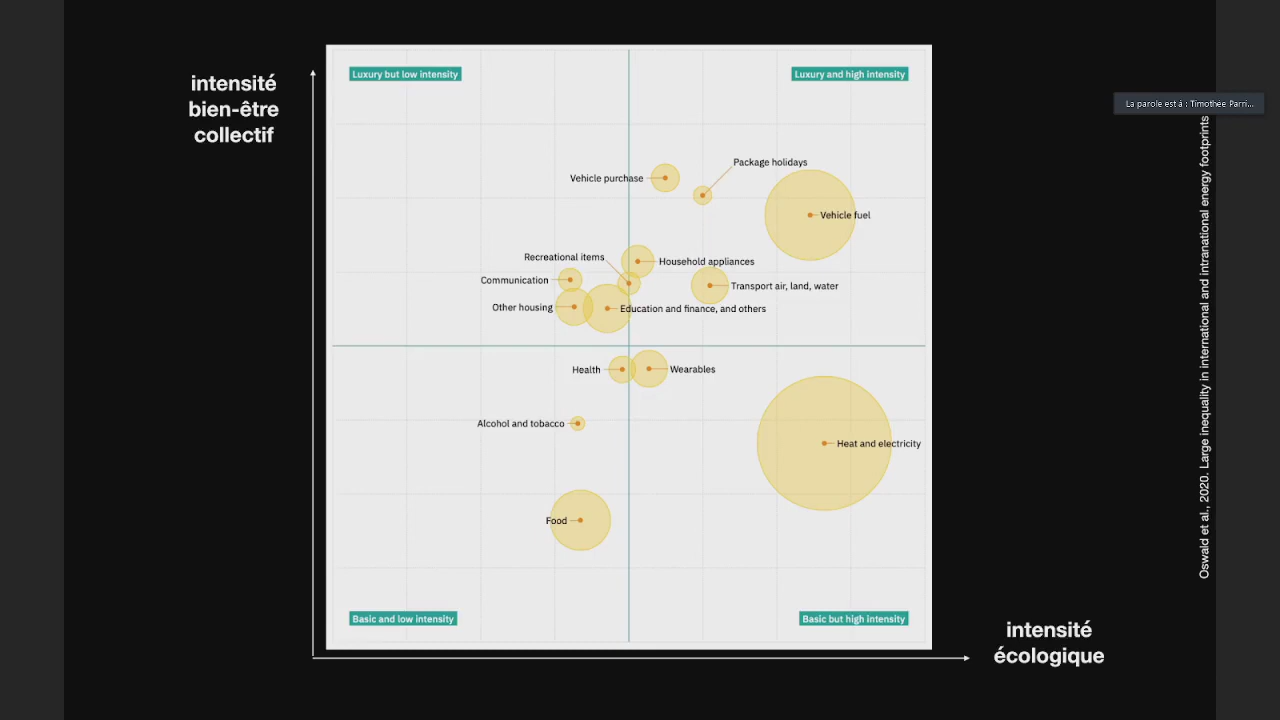 intensité
bien-être
collectif
Luxury but low intensity
Luxury and high intensity
La parole est à : Timothée Parri...
Package holidays
Vehicle purchase
Vehicle fuel
Recreational items
Household appliances
Communication
Transport air, land, water
Other housing
Education and finance, and others
Health
Wearables
Alcohol and tobacco
Heat and electricity
Food
Basic and low intensity
Basic but high intensity
intensité
écologique
Oswald et al., 2020. Large inequality in international and intranational energy footprints